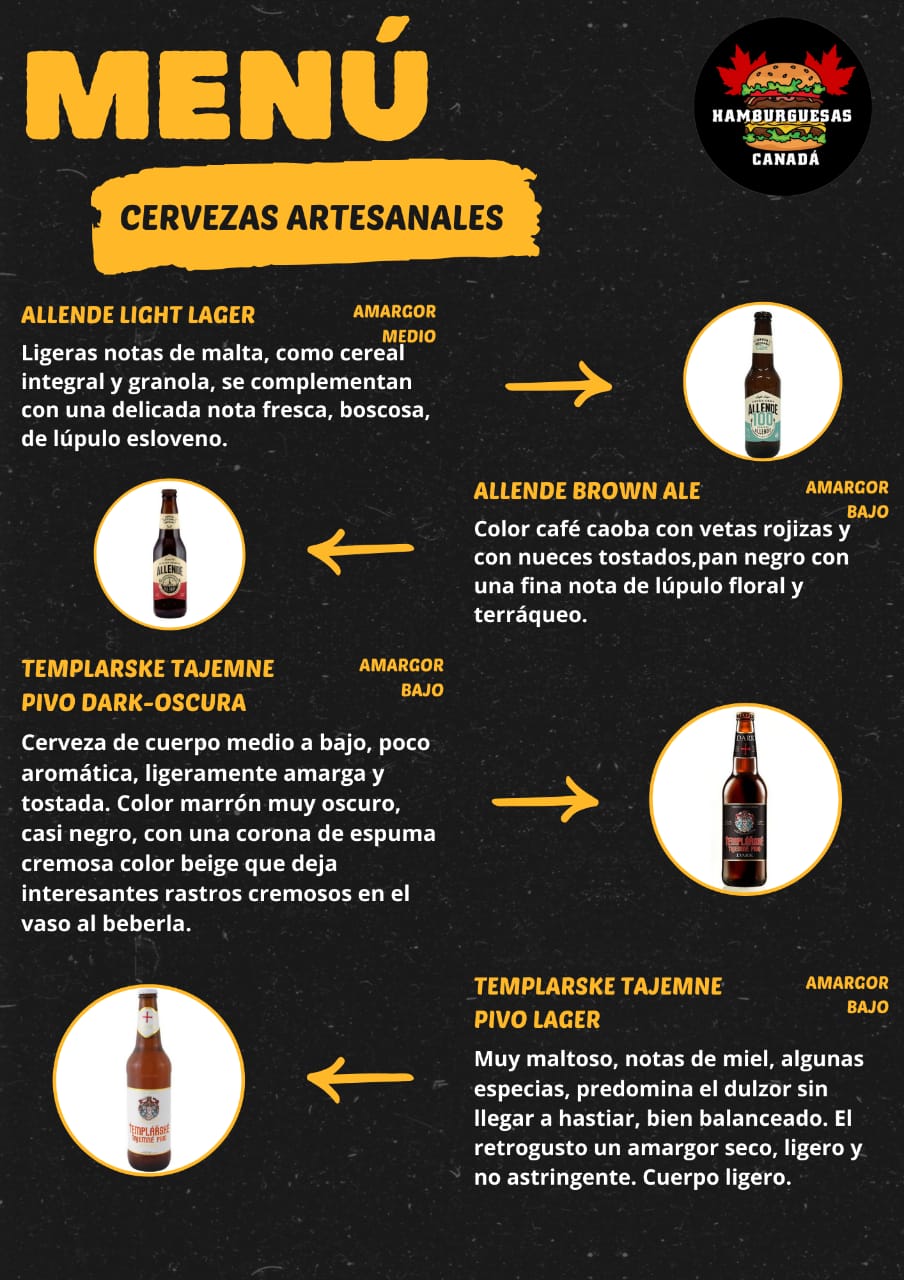 MENÚ
HAMBURGUESAS
CANADÁ
CERVEZAS ARTESANALES
ALLENDE LIGHT LAGER
AMARGOR
MEDIO
Ligeras notas de malta, como cereal
integral y granola, se complementan
con una delicada nota fresca, boscosa,
de lúpulo esloveno.
ALLENDE
100
ALLENDE
ALLENDE BROWN ALE
AMARGOR
BAJO
Color café caoba con vetas rojizas y
con nueces tostados,pan negro con
una fina nota de lúpulo floral y
terráqueo.
ALLENDE
TEMPLARSKE TAJEMNE
PIVO DARK-OSCURA
AMARGOR
BAJO
Cerveza de cuerpo medio a bajo, poco
aromática, ligeramente amarga y
tostada. Color marrón muy oscuro,
casi negro, con una corona de espuma
cremosa color beige que deja
interesantes rastros cremosos en el
vaso al beberla.
DARK
TEMPLÁŘSKÉ
TAJEMNÉ PIVO
DARK
TEMPLARSKE TAJEMNE
PIVO LAGER
AMARGOR
BAJO
Muy maltoso, notas de miel, algunas
especias, predomina el dulzor sin
llegar a hastiar, bien balanceado. El
retrogusto un amargor seco, ligero y
no astringente. Cuerpo ligero.
TEMPLÁŘSKÉ
TAJEMNÉ PIVO